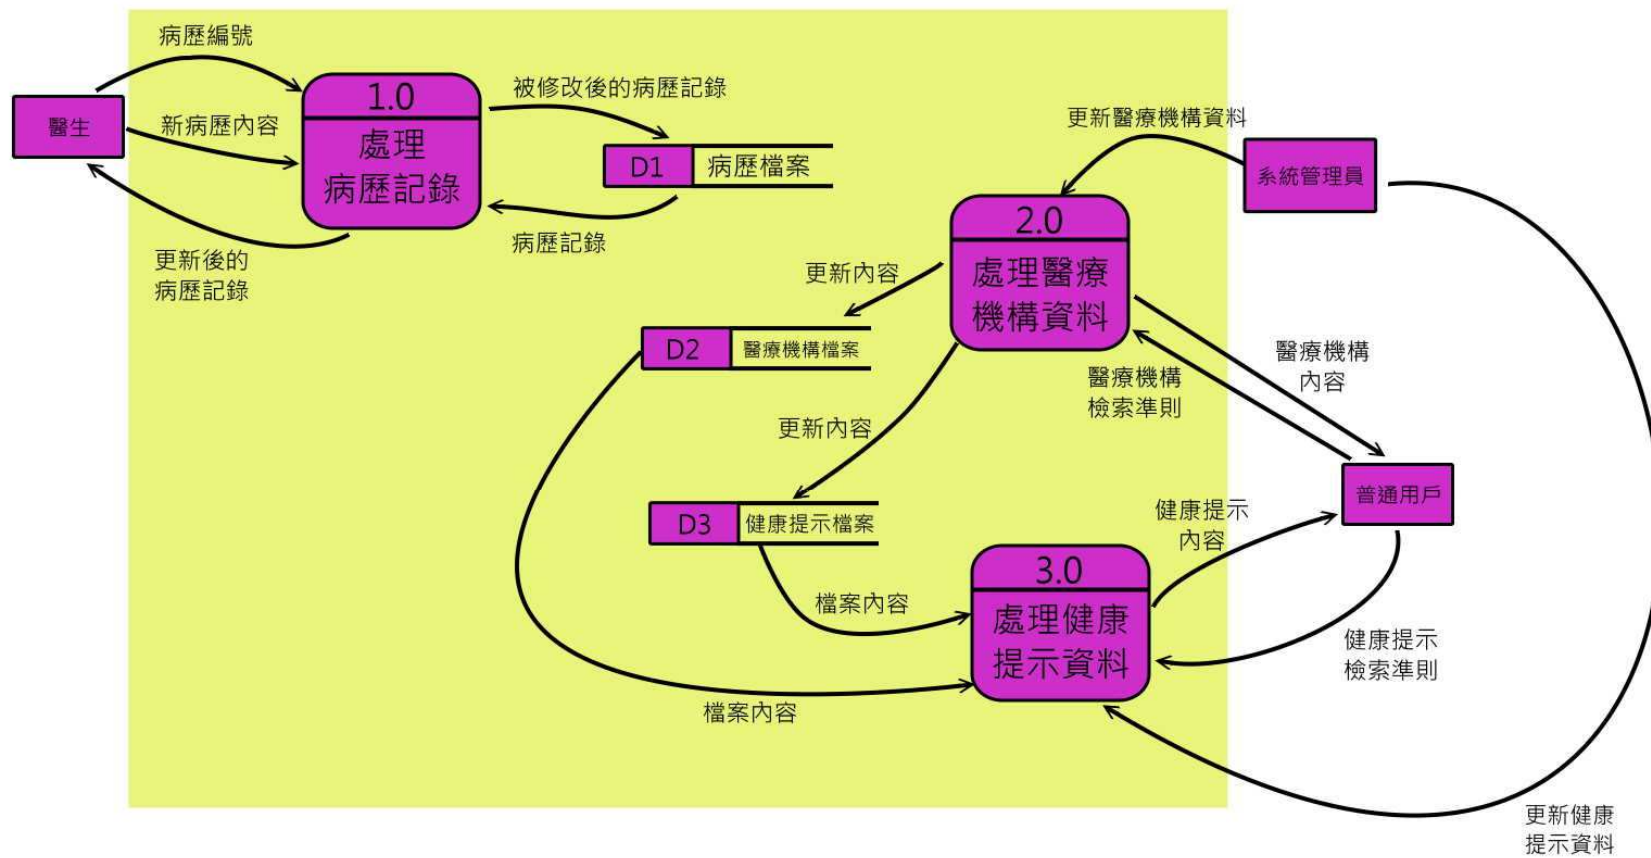 病歷編號
醫生
新病歷內容
更新後的
病歷記錄
1.0
處理
病歷記錄
被修改後的病歷記錄
D1
病歷檔案
病歷記錄
更新醫療機構資料
系統管理員
2.0
處理醫療
機構資料
更新內容
D2
醫療機構檔案
醫療機構
內容
醫療機構
檢索準則
更新內容
普通用戶
D3
健康提示檔案
健康提示
內容
3.0
處理健康
提示資料
檔案內容
健康提示
檢索準則
檔案內容
更新健康
提示資料